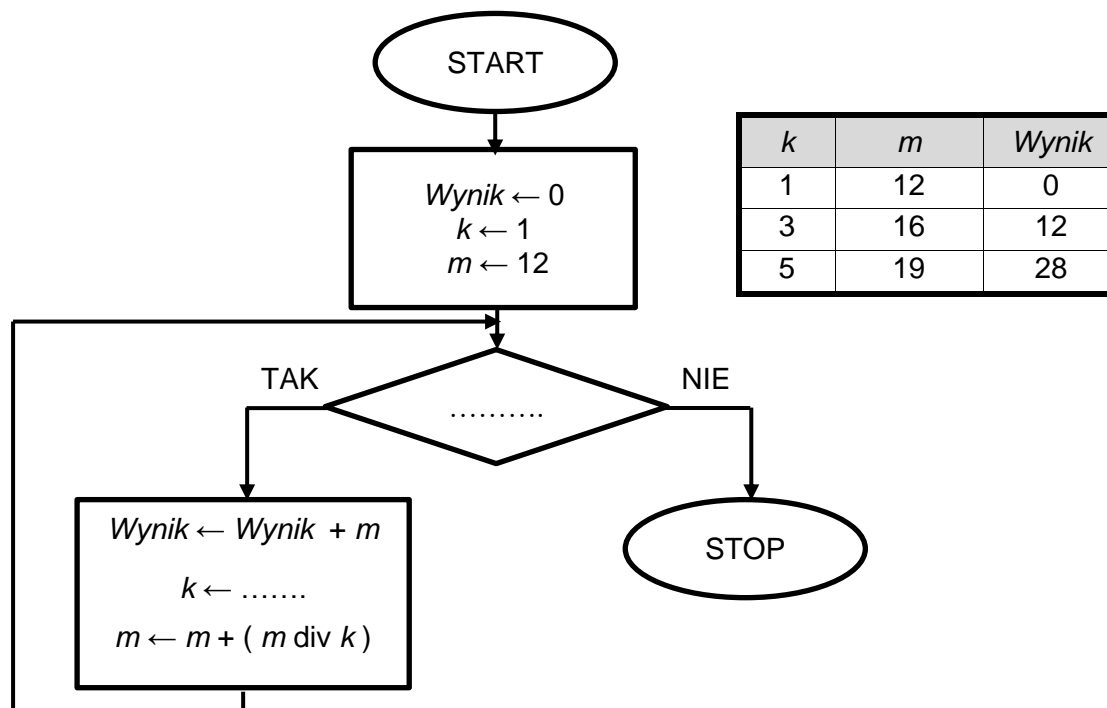 START
Wynik ← 0
k ← 1
m ← 12
k m Wynik
1 12 0
3 16 12
5 19 28
TAK
NIE
……….
Wynik ← Wynik + m
k ← …….
m ← m + ( m div k )
STOP